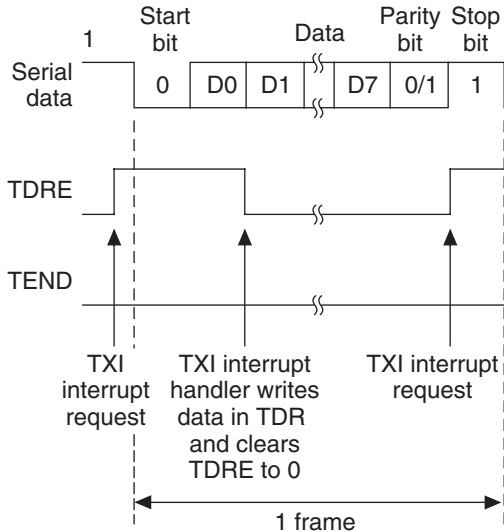 1
Start
bit
Data
Parity
bit
Stop
bit
Serial
data
0
D0
D1
D7
0/1
1
TDRE
TEND
TXI
interrupt
request
TXI interrupt
handler writes
data in TDR
and clears
TDRE to 0
TXI interrupt
request
1 frame